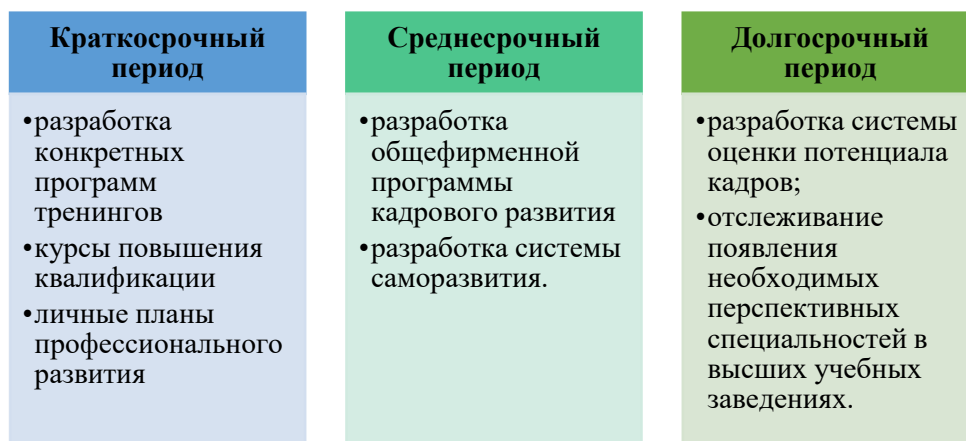 Краткосрочный
период
•разработка
конкретных
программ
тренингов
•курсы повышения
квалификации
•личные планы
профессионального
развития
Среднесрочный
период
•разработка
общефирменной
программы
кадрового развития
•разработка системы
саморазвития.
Долгосрочный
период
•разработка системы
оценки потенциала
кадров;
•отслеживание
появления
необходимых
перспективных
специальностей в
высших учебных
заведениях.